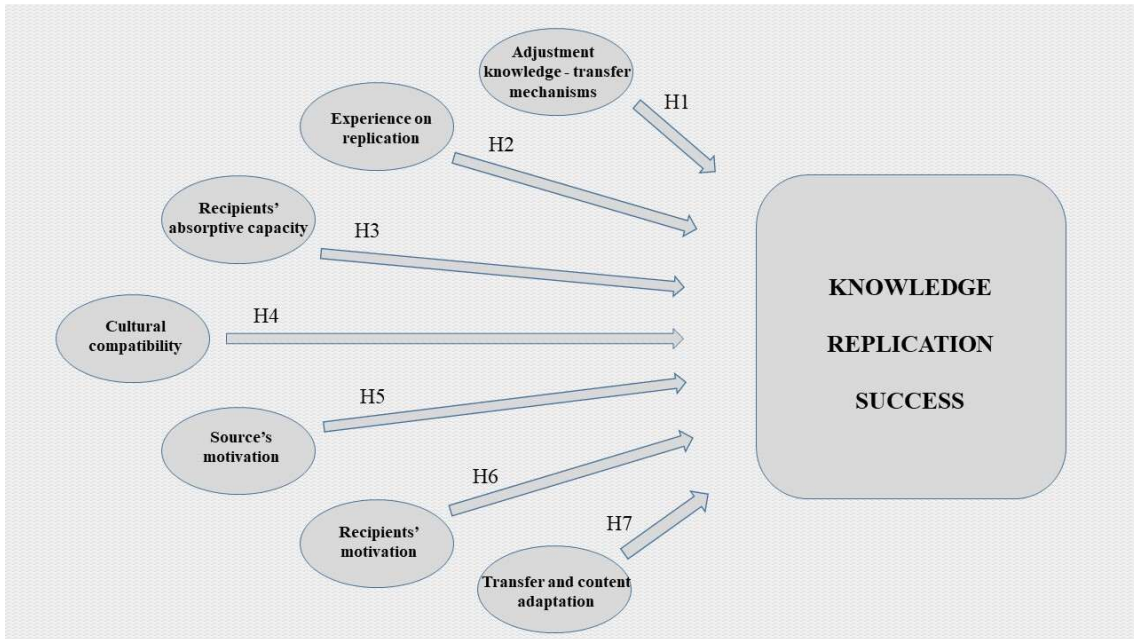 Adjustment
knowledge - transfer
mechanisms
H1
Experience on
replication
H2
Recipients’
absorptive capacity
H3
Cultural
compatibility
H4
Source’s
motivation
H5
Recipients’
motivation
H6
Transfer and content
adaptation
H7
KNOWLEDGE
REPLICATION
SUCCESS